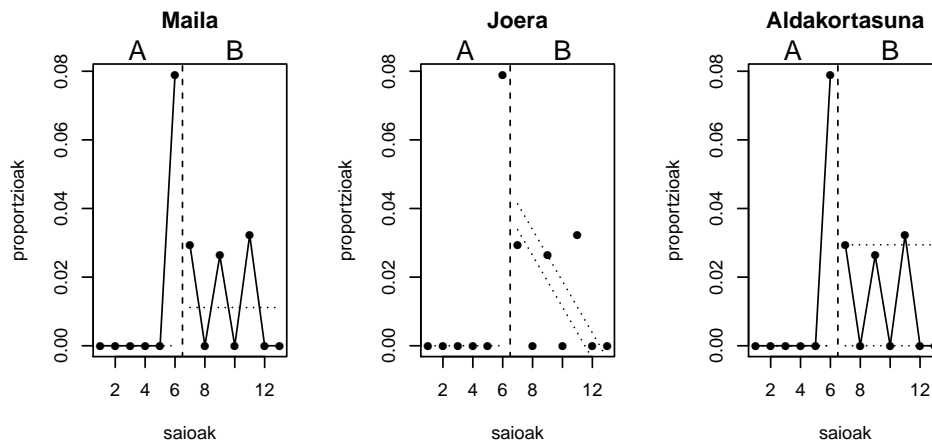 Maila
A B
proportzioak
0.00 0.02 0.04 0.06 0.08
2 4 6 8 12
saioak
Joera
A B
proportzioak
0.00 0.02 0.04 0.06 0.08
2 4 6 8 12
saioak
Aldakortasuna
A B
proportzioak
0.00 0.02 0.04 0.06 0.08
2 4 6 8 12
saioak